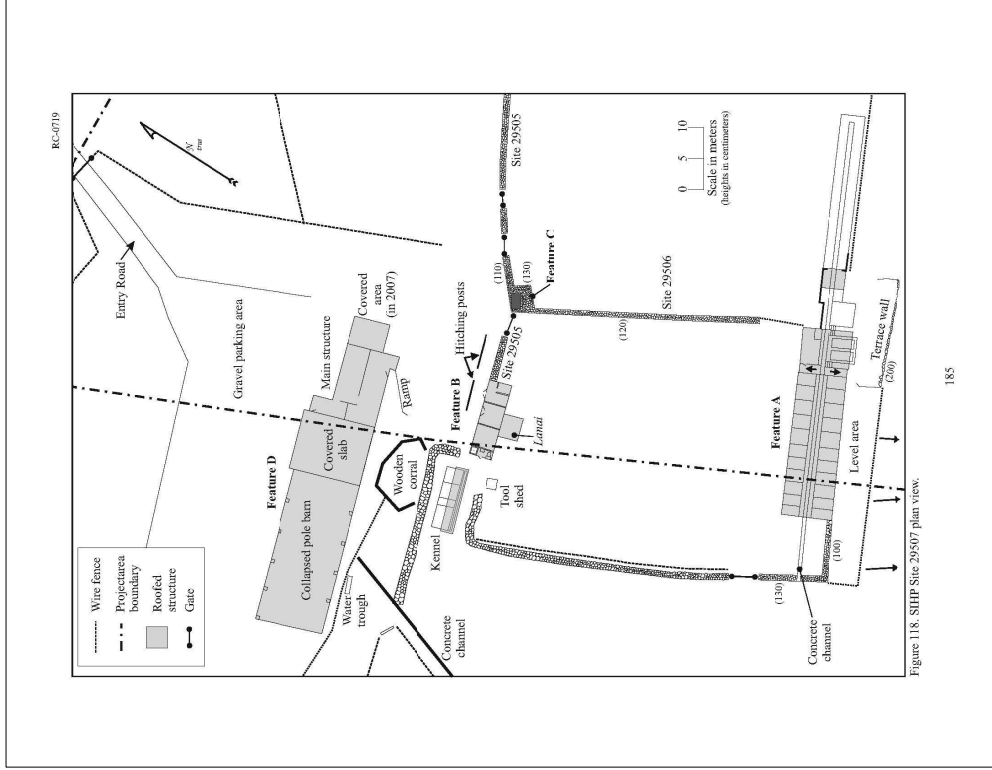 RC-0719
Wire fence
Projectarea
boundary
Roofed
structure
Gate
Entry Road
N
true
Gravel parking area
Feature D
Collapsed pole barn
Covered
slab
Main structure
Covered
area
(in 2007)
Ramp
Water
trough
Wooden
corral
Concrete
channel
Kennel
Tool
shed
Feature B
Hitching posts
Site 29505
Lanai
(110)
(130)
Feature C
Site 29505
(120)
Site 29506
0 5 10
Scale in meters
(heights in centimeters)
(130)
(100)
Concrete
channel
Feature A
Level area
Terrace wall
(200)
Figure 118. SIHP Site 29507 plan view.
185